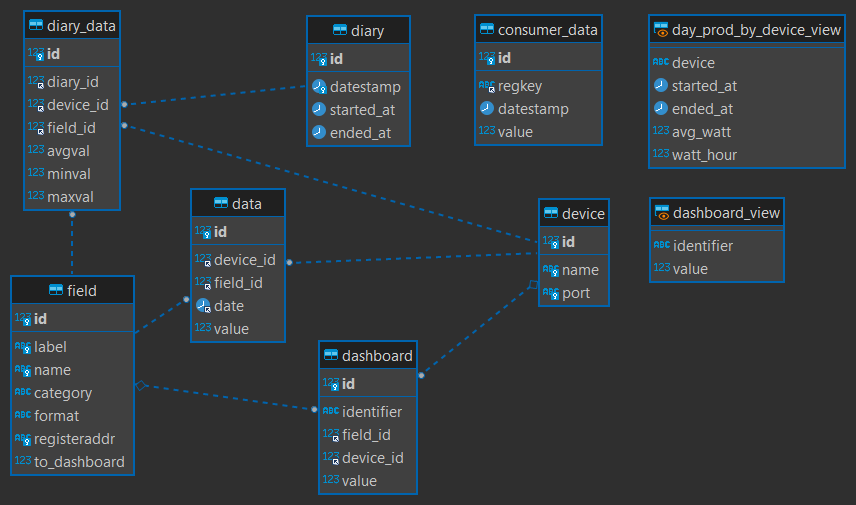 diary_data
123 id
123 diary_id
123 device_id
123 field_id
123 avgval
123 minval
123 maxval
diary
123 id
datestamp
started_at
ended_at
consumer_data
123 id
ABC regkey
datestamp
123 value
day_prod_by_device_view
ABC device
started_at
ended_at
123 avg_watt
123 watt_hour
data
123 id
123 device_id
123 field_id
date
123 value
device
123 id
ABC name
ABC port
dashboard_view
ABC identifier
123 value
field
123 id
ABC label
ABC name
ABC category
ABC format
ABC registeraddr
123 to_dashboard
dashboard
123 id
ABC identifier
123 field_id
123 device_id
123 value